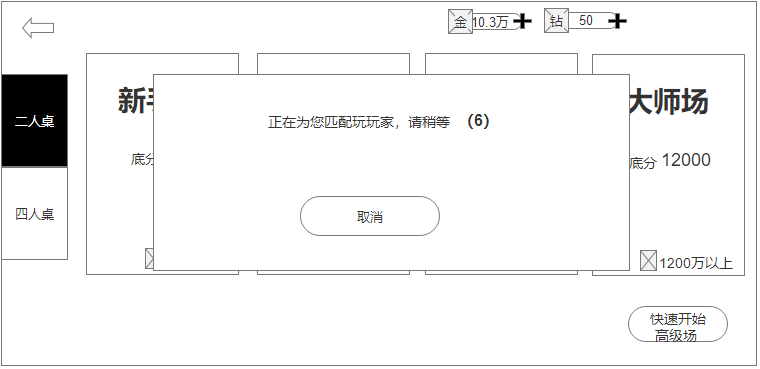 金 10.3万
钻 50
二人桌
四人桌
新
大师场
正在为您匹配玩玩家，请稍等 （6）
底分
底分 12000
取消
1200万以上
快速开始
高级场